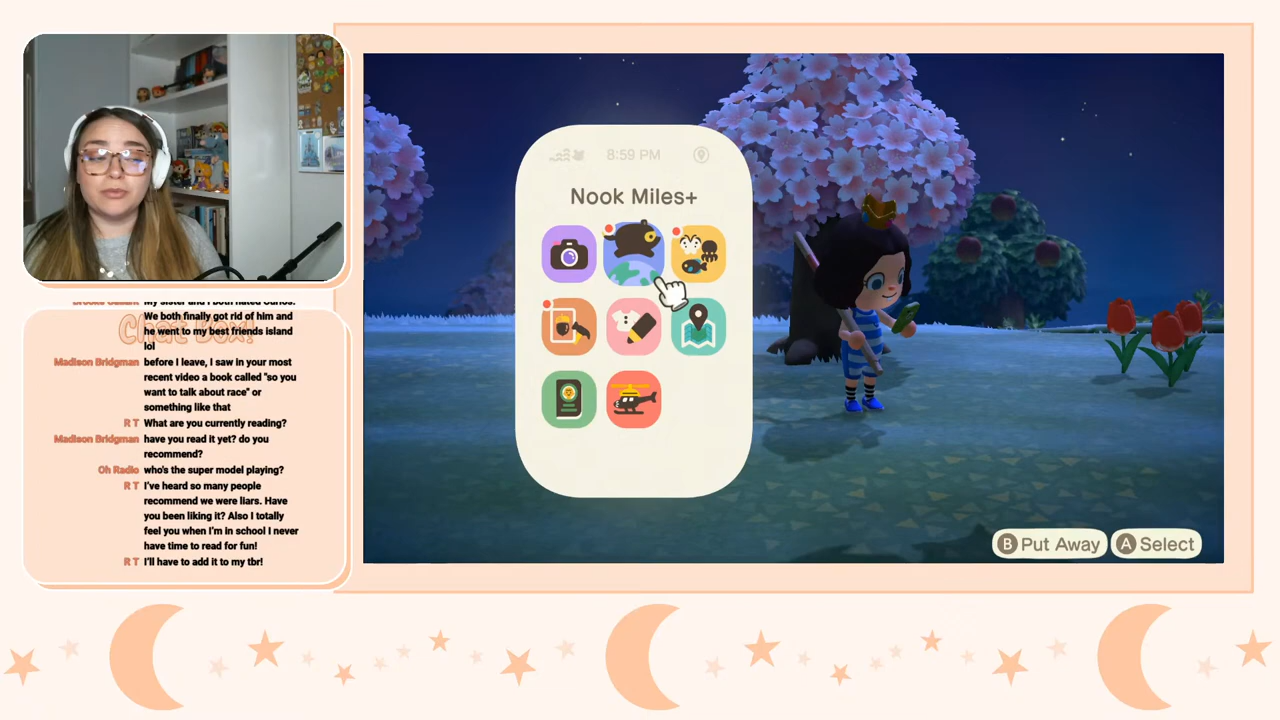 8:59 PM
Nook Miles+
B Put Away A Select
Chat Box!
My sister and I both hated Carlos.
We both finally got rid of him and
he went to my best friends island
lol
Madison Bridgman before I leave, I saw in your most
recent video a book called "so you
want to talk about race" or
something like that
R T What are you currently reading?
Madison Bridgman have you read it yet? do you
recommend?
Oh Radio who's the super model playing?
R T I've heard so many people
recommend we were liars. Have
you been liking it? Also I totally
feel you when I'm in school I never
have time to read for fun!
R T I'll have to add it to my tbr!